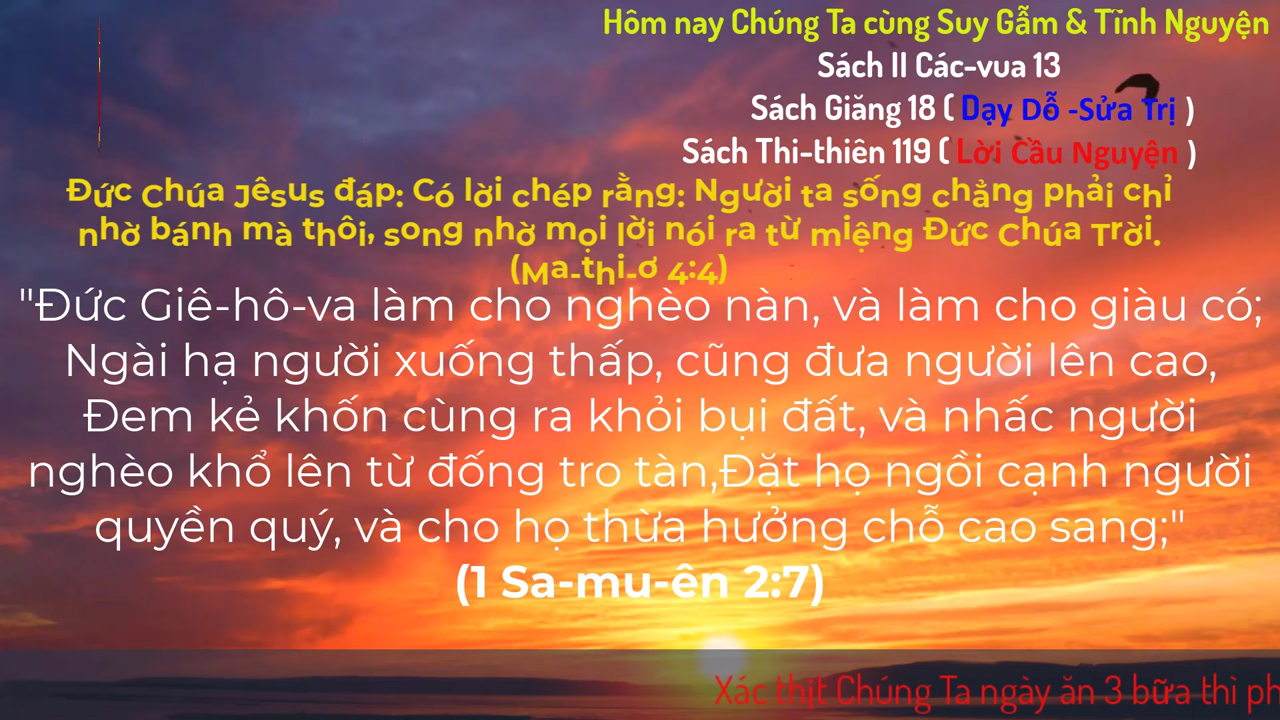 Hôm nay Chúng Ta cùng Suy Gẫm & Tĩnh Nguyện
Sách II Các-vua 13
Sách Giăng 18 ( Dạy Dỗ -Sửa Trị )
Sách Thi-thiên 119 ( Lời Cầu Nguyện )
Đức Chúa Jêsus đáp: Có lời chép rằng: Người ta sống chẳng phải chỉ
nhờ bánh mà thôi, song nhờ mọi lời nói ra từ miệng Đức Chúa Trời.
(Ma-thi-ơ 4:4)
"Đức Giê-hô-va làm cho nghèo nàn, và làm cho giàu có;
Ngài hạ người xuống thấp, cũng đưa người lên cao,
Đem kẻ khốn cùng ra khỏi bụi đất, và nhấc người
nghèo khổ lên từ đống tro tàn,Đặt họ ngồi cạnh người
quyền quý, và cho họ thừa hưởng chỗ cao sang;"
(1 Sa-mu-ên 2:7)
Xác thịt Chúng Ta ngày ăn 3 bữa thì ph